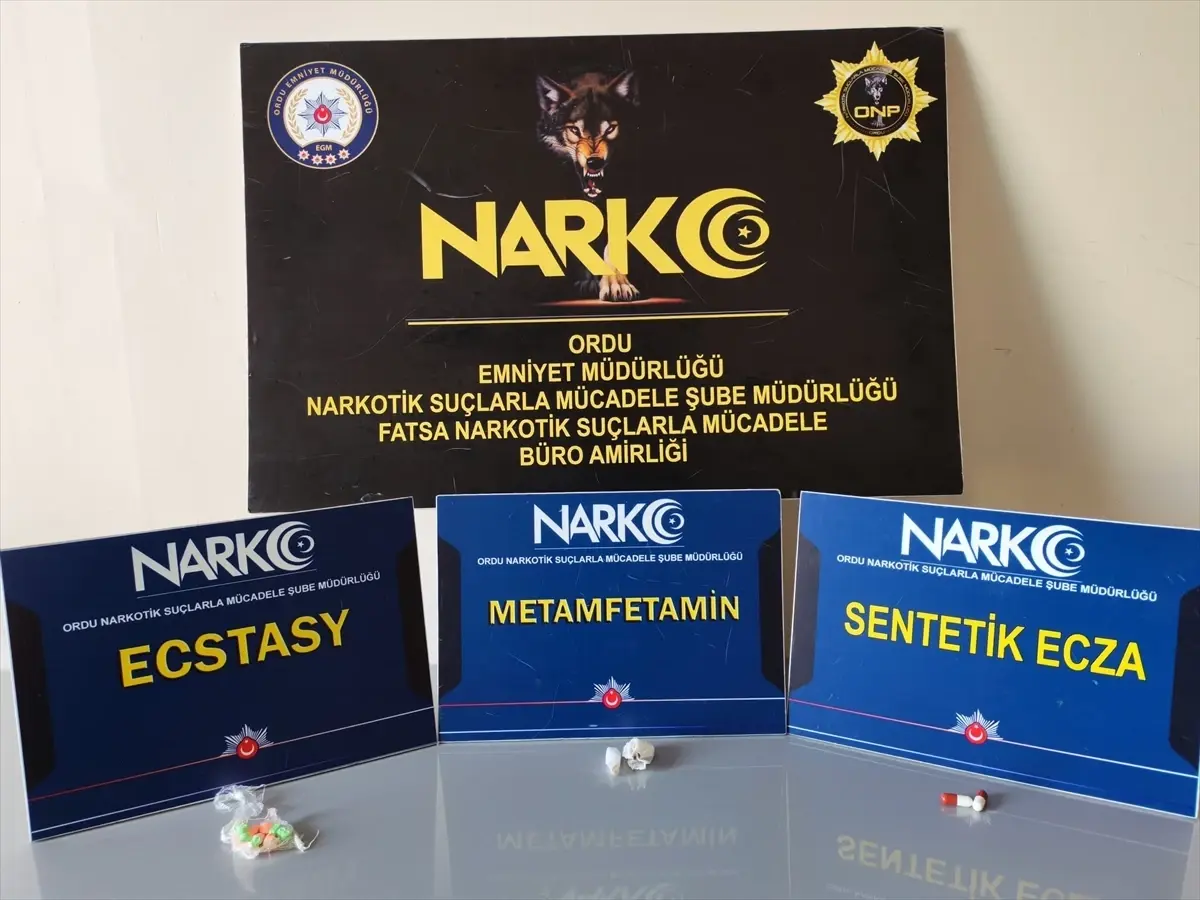 ORDU EMNİYET MÜDÜRLÜĞÜ
EGM
ONP
NARKO
ORDU
EMNİYET MÜDÜRLÜĞÜ
NARKOTİK SUÇLARLA MÜCADELE ŞUBE MÜDÜRLÜĞÜ
FATSA NARKOTİK SUÇLARLA MÜCADELE
BÜRO AMİRLİĞİ
NARKO
ORDU NARKOTİK SUÇLARLA MÜCADELE ŞUBE MÜDÜRLÜĞÜ
ECSTASY
NARKO
ORDU NARKOTİK SUÇLARLA MÜCADELE ŞUBE MÜDÜRLÜĞÜ
METAMFETAMİN
NARKO
ORDU NARKOTİK SUÇLARLA MÜCADELE ŞUBE MÜDÜRLÜĞÜ
SENTETİK ECZA